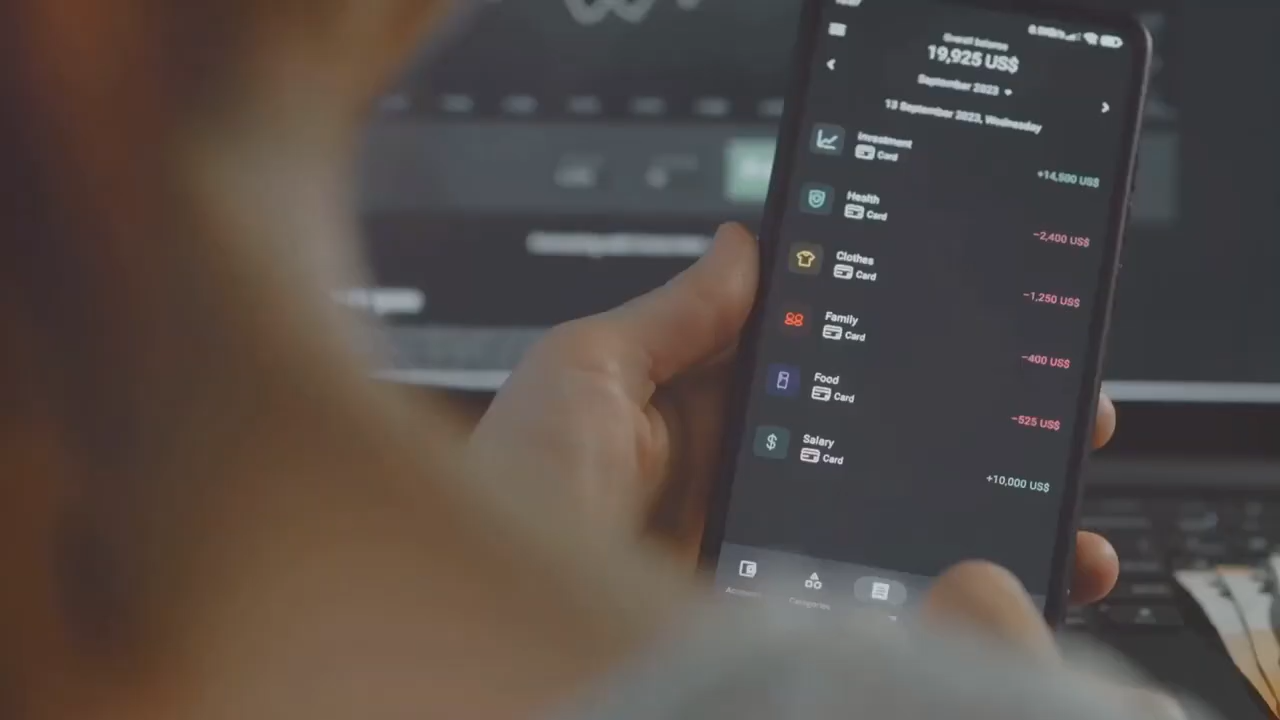 Overall balance
19,925 US$
September 2023
13 September 2023, Wednesday
Investment
Card
+14,500 US$
Health
Card
-2,400 US$
Clothes
Card
-1,250 US$
Family
Card
-400 US$
Food
Card
-525 US$
Salary
Card
+10,000 US$
Categories